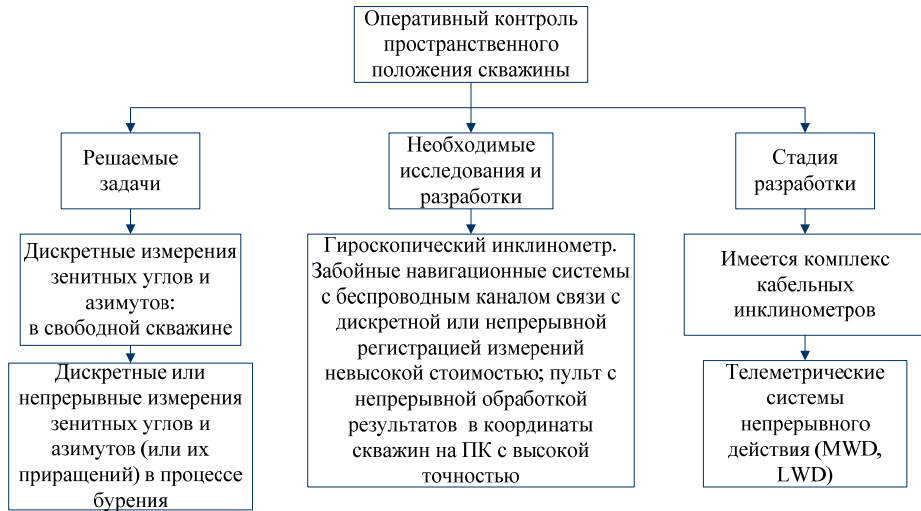 Оперативный контроль
пространственного
положения скважины
Решаемые
задачи
Необходимые
исследования и
разработки
Стадия
разработки
Дискретные измерения
зенитных углов и
азимутов:
в свободной скважине
Гироскопический инклинометр.
Забойные навигационные системы
с беспроводным каналом связи с
дискретной или непрерывной
регистрацией измерений
невысокой стоимостью; пульт с
непрерывной обработкой
результатов в координаты
скважин на ПК с высокой
точностью
Имеется комплекс
кабельных
инклинометров
Дискретные или
непрерывные измерения
зенитных углов и
азимутов (или их
приращений) в процессе
бурения
Телеметрические
системы
непрерывного
действия (MWD,
LWD)